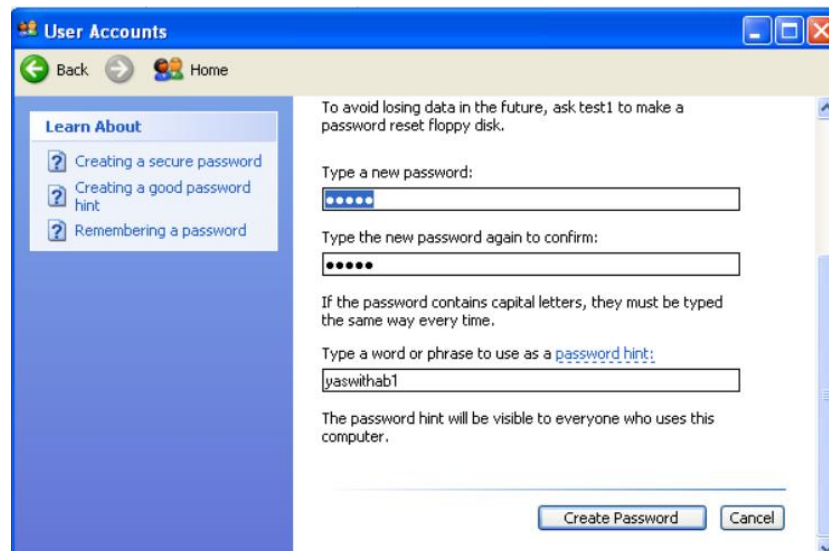 User Accounts
Back
Home
Learn About
Creating a secure password
Creating a good password
hint
Remembering a password
To avoid losing data in the future, ask test1 to make a
password reset floppy disk.
Type a new password:
●●●●●
Type the new password again to confirm:
●●●●●
If the password contains capital letters, they must be typed
the same way every time.
Type a word or phrase to use as a password hint:
yaswithab1
The password hint will be visible to everyone who uses this
computer.
Create Password
Cancel